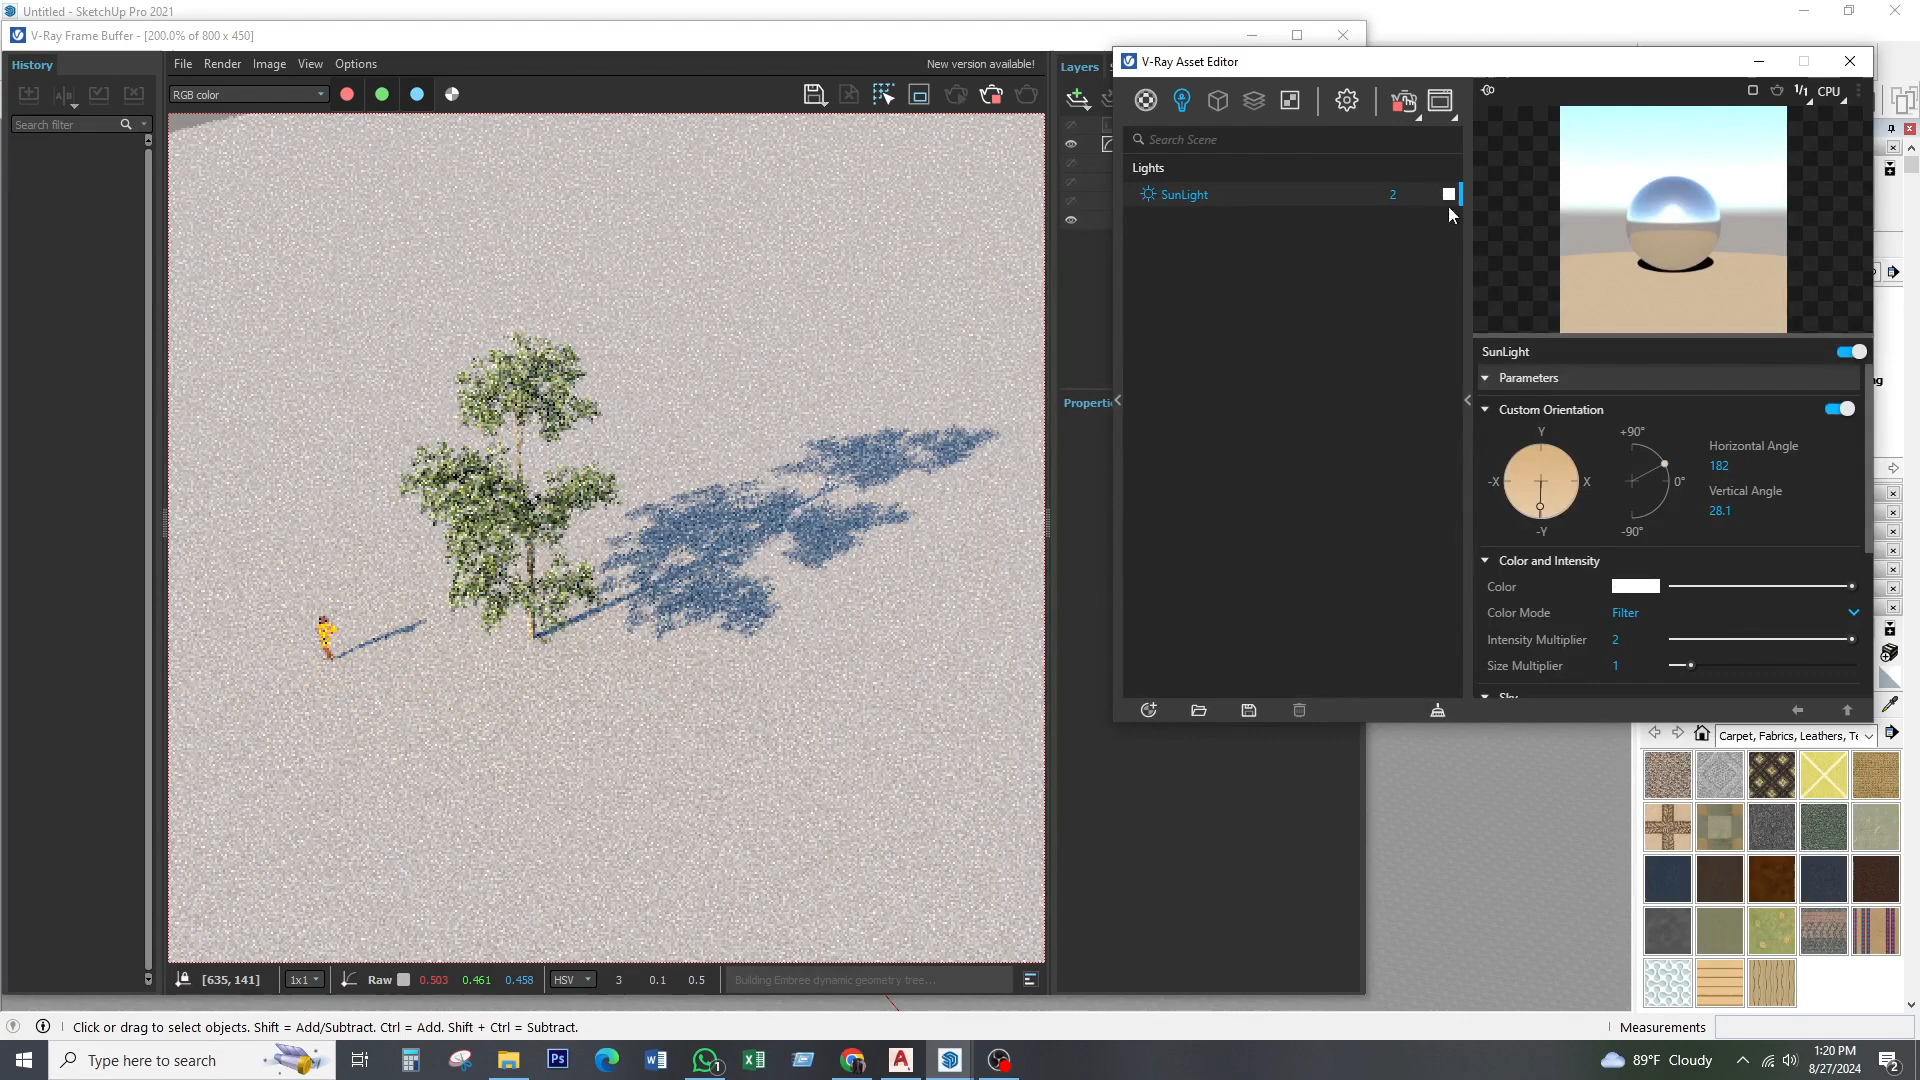 Untitled - SketchUp Pro 2021
V-Ray Frame Buffer - [200.0% of 800 x 450]
History
File Render Image View Options
New version available!
Layers
V-Ray Asset Editor
RGB color
Search filter
1/1 CPU
Search Scene
Lights
SunLight 2
SunLight
Parameters
Custom Orientation
Y
-X X
-Y
+90°
0°
-90°
Horizontal Angle
182
Vertical Angle
28.1
Color and Intensity
Color
Color Mode Filter
Intensity Multiplier 2
Size Multiplier 1
Sky
Carpet, Fabrics, Leathers, Te
[635, 141] 1x1 Raw 0.503 0.461 0.458 HSV 3 0.1 0.5 Building Embree dynamic geometry tree...
Click or drag to select objects. Shift = Add/Subtract. Ctrl = Add. Shift + Ctrl = Subtract.
Measurements
Type here to search
89°F Cloudy
1:20 PM
8/27/2024